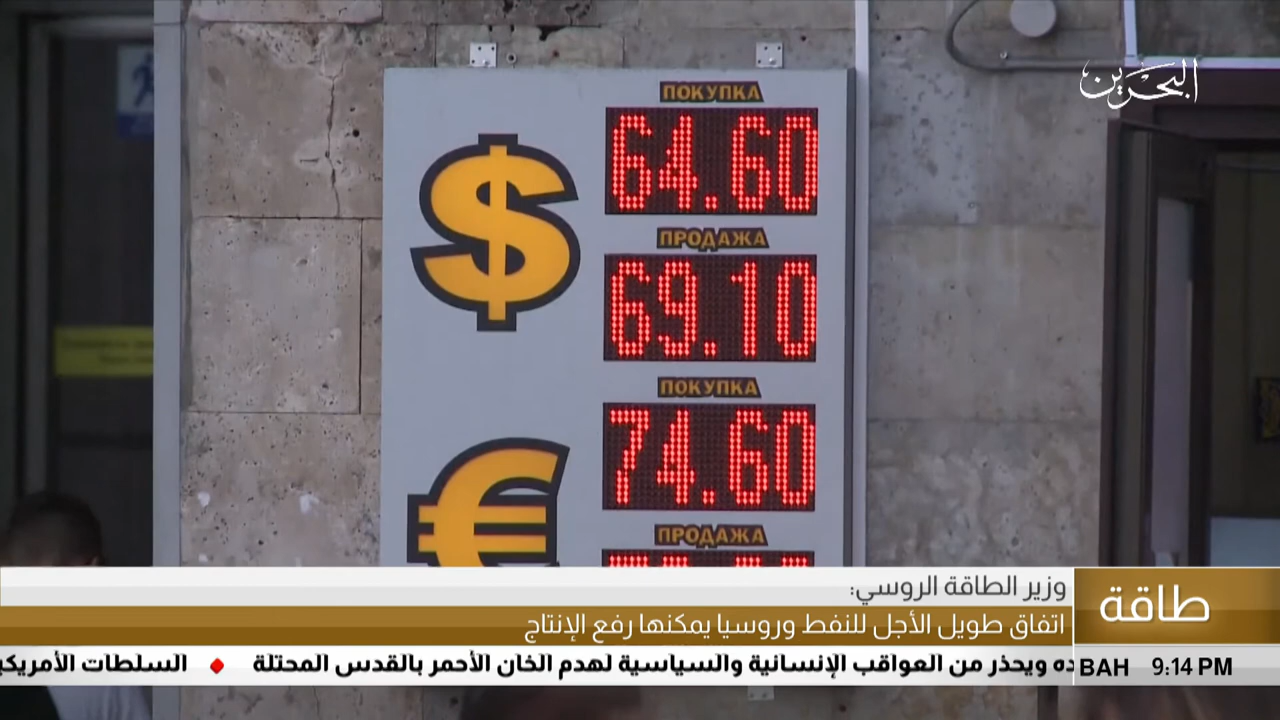 البحرين
ПОКУПКА
64.60
$
ПРОДАЖА
69.10
ПОКУПКА
74.60
€
ПРОДАЖА
طاقة
وزير الطاقة الروسي:
اتفاق طويل الأجل للنفط وروسيا يمكنها رفع الإنتاج
BAH 9:14 PM
ويحذر من العواقب الإنسانية والسياسية لهدم الخان الأحمر بالقدس المحتلة ♦ السلطات